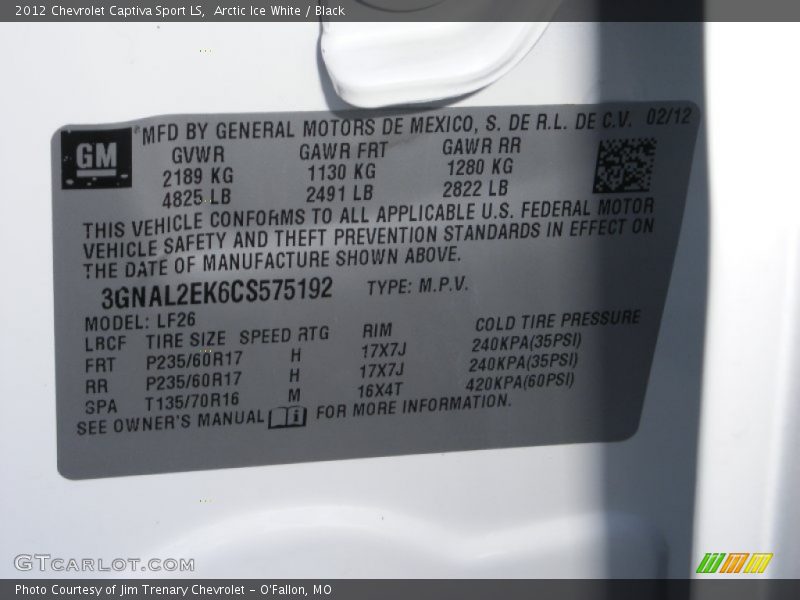 2012 Chevrolet Captiva Sport LS, Arctic Ice White / Black
GM
MFD BY GENERAL MOTORS DE MEXICO, S. DE R.L. DE C.V. 02/12
GVWR GAWR FRT GAWR RR
2189 KG 1130 KG 1280 KG
4825 LB 2491 LB 2822 LB
THIS VEHICLE CONFORMS TO ALL APPLICABLE U.S. FEDERAL MOTOR
VEHICLE SAFETY AND THEFT PREVENTION STANDARDS IN EFFECT ON
THE DATE OF MANUFACTURE SHOWN ABOVE.
3GNAL2EK6CS575192 TYPE: M.P.V.
MODEL: LF26
LRCF TIRE SIZE SPEED RTG RIM COLD TIRE PRESSURE
FRT P235/60R17 H 17X7J 240KPA(35PSI)
RR P235/60R17 H 17X7J 240KPA(35PSI)
SPA T135/70R16 M 16X4T 420KPA(60PSI)
SEE OWNER'S MANUAL i FOR MORE INFORMATION.
GTcarlot.com
Photo Courtesy of Jim Trenary Chevrolet - O'Fallon, MO